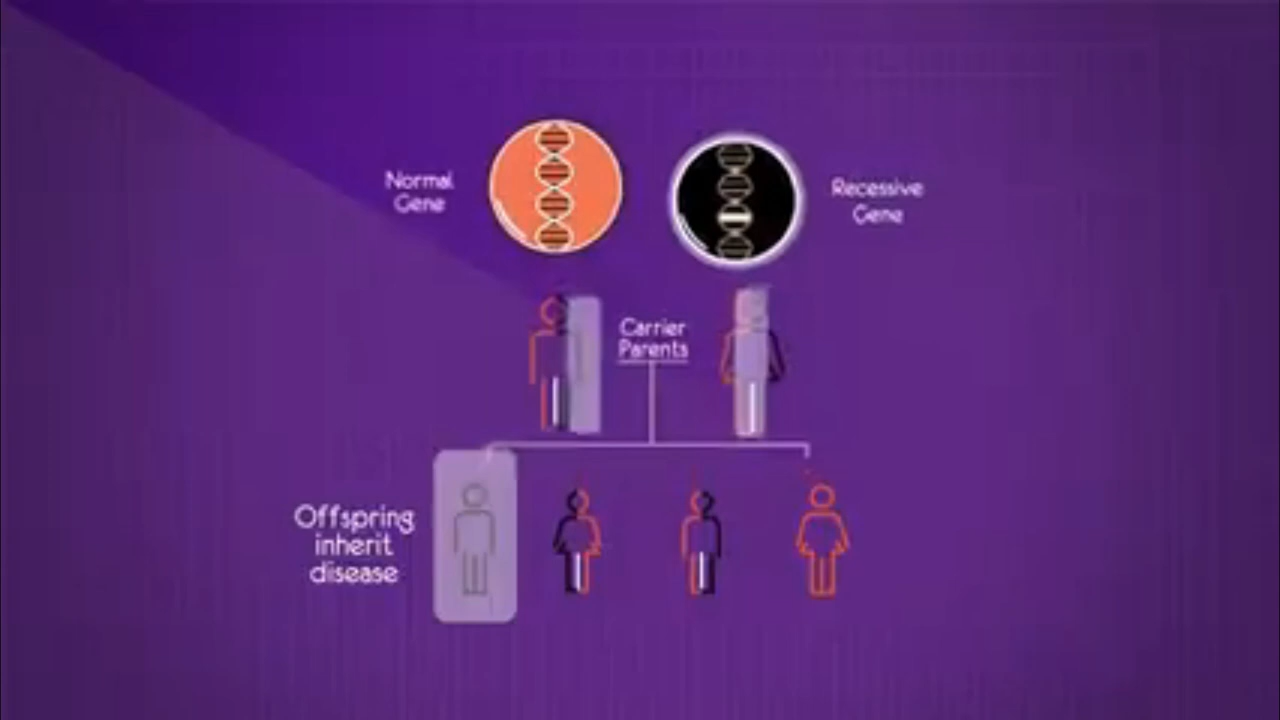 Normal
Gene
Recessive
Gene
Carrier
Parents
Offspring
inherit
disease